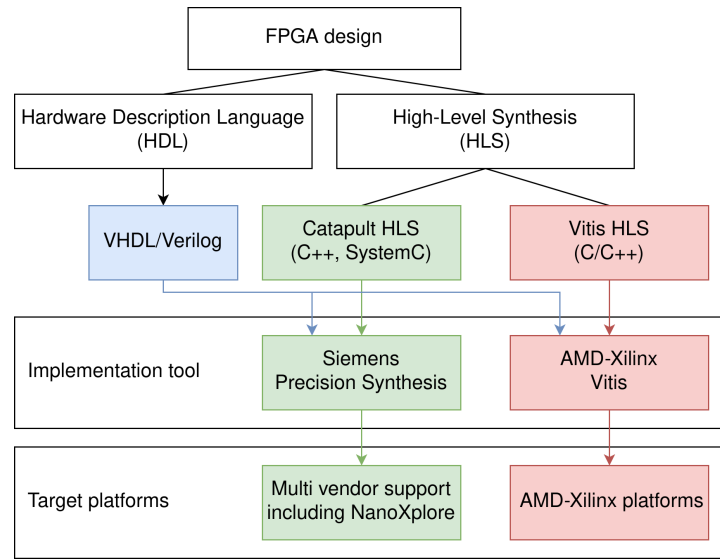 FPGA design
Hardware Description Language
(HDL)
High-Level Synthesis
(HLS)
VHDL/Verilog
Catapult HLS
(C++, SystemC)
Vitis HLS
(C/C++)
Implementation tool
Siemens
Precision Synthesis
AMD-Xilinx
Vitis
Target platforms
Multi vendor support
including NanoXplore
AMD-Xilinx platforms